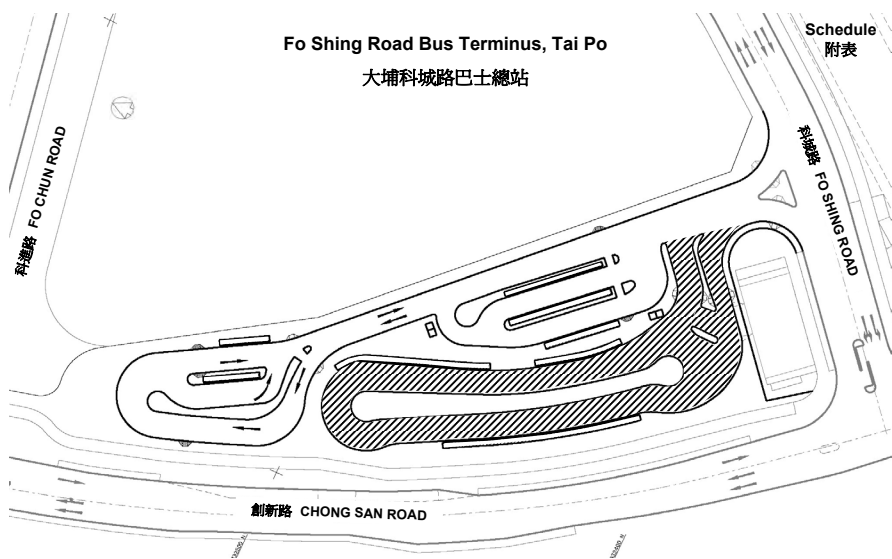 Fo Shing Road Bus Terminus, Tai Po
大埔科城路巴士總站
Schedule
附表
科進路 FO CHUN ROAD
科城路 FO SHING ROAD
創新路 CHONG SAN ROAD